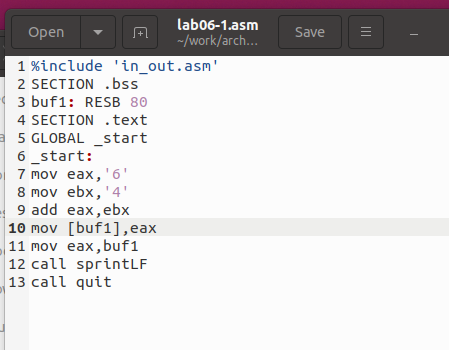 Open
lab06-1.asm
~/work/arch...
Save
1 %include 'in_out.asm'
2 SECTION .bss
3 buf1: RESB 80
4 SECTION .text
5 GLOBAL _start
6 _start:
7 mov eax,'6'
8 mov ebx,'4'
9 add eax,ebx
10 mov [buf1],eax
11 mov eax,buf1
12 call sprintLF
13 call quit